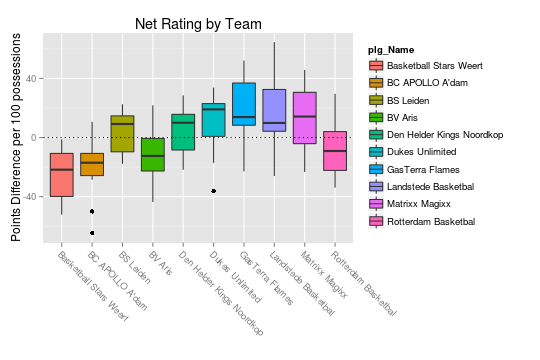 Net Rating by Team
Points Difference per 100 possessions
40
0
-40
Basketball Stars Weert
BC APOLLO A'dam
BS Leiden
BV Aris
Den Helder Kings Noordkop
Dukes Unlimited
GasTerra Flames
Landstede Basketbal
Matrixx Magixx
Rotterdam Basketbal
plg_Name
Basketball Stars Weert
BC APOLLO A'dam
BS Leiden
BV Aris
Den Helder Kings Noordkop
Dukes Unlimited
GasTerra Flames
Landstede Basketbal
Matrixx Magixx
Rotterdam Basketbal